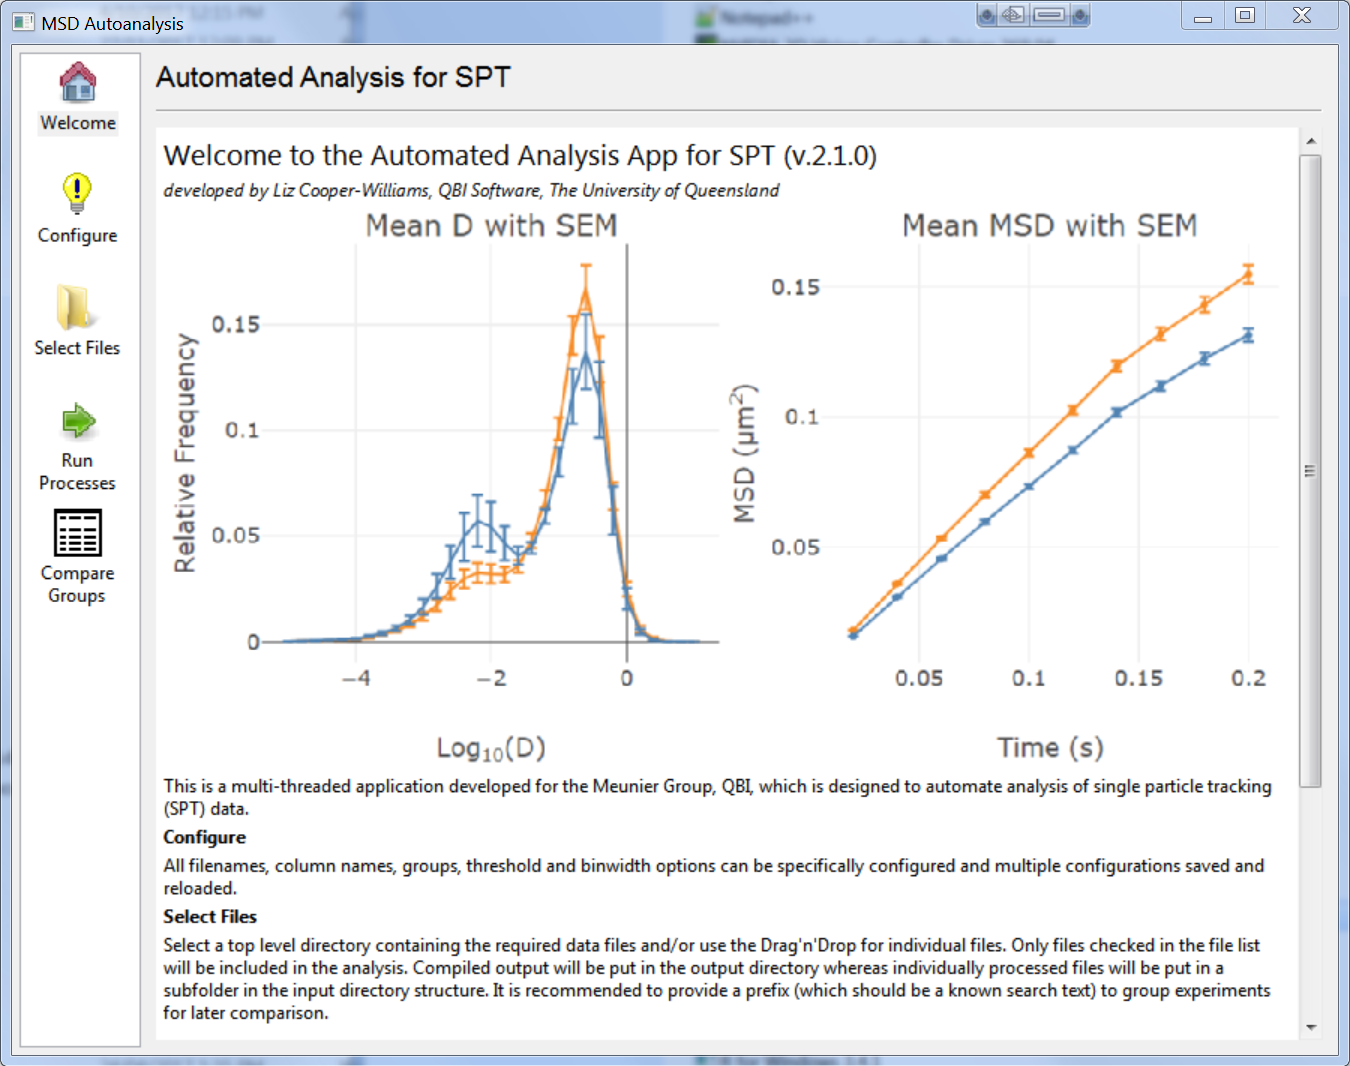 MSD Autoanalysis
Notepad++
Welcome
Configure
Select Files
Run
Processes
Compare
Groups
Automated Analysis for SPT
Welcome to the Automated Analysis App for SPT (v.2.1.0)
developed by Liz Cooper-Williams, QBI Software, The University of Queensland
Mean D with SEM
Relative Frequency
0.15
0.1
0.05
0
−4
−2
0
Log10(D)
Mean MSD with SEM
MSD (μm²)
0.15
0.1
0.05
0.05
0.1
0.15
0.2
Time (s)
This is a multi-threaded application developed for the Meunier Group, QBI, which is designed to automate analysis of single particle tracking
(SPT) data.
Configure
All filenames, column names, groups, threshold and binwidth options can be specifically configured and multiple configurations saved and
reloaded.
Select Files
Select a top level directory containing the required data files and/or use the Drag'n'Drop for individual files. Only files checked in the file list
will be included in the analysis. Compiled output will be put in the output directory whereas individually processed files will be put in a
subfolder in the input directory structure. It is recommended to provide a prefix (which should be a known search text) to group experiments
for later comparison.